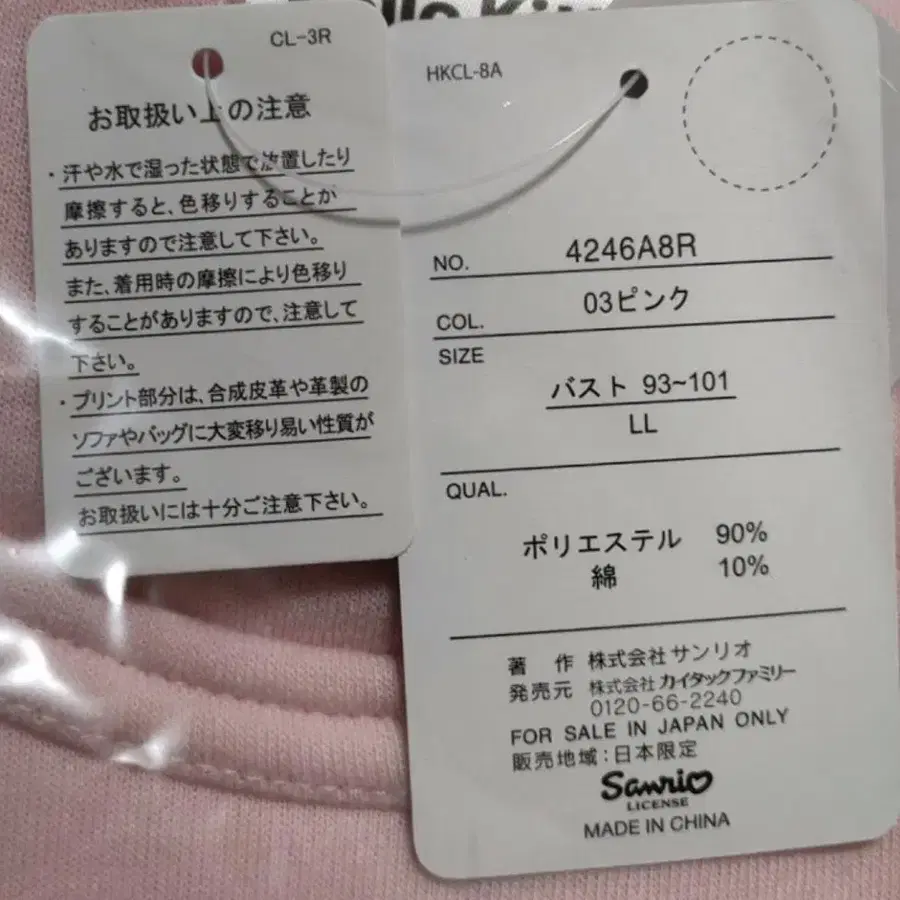 CL-3R
お取扱い上の注意
・汗や水で湿った状態で放置したり
摩擦すると、色移りすることが
ありますので注意して下さい。
また、着用時の摩擦により色移り
することがありますので、注意して
下さい。
・プリント部分は、合成皮革や革製の
ソファやバッグに大変移り易い性質が
ございます。
お取扱いには十分ご注意下さい。
HKCL-8A
NO. 4246A8R
COL. 03ピンク
SIZE
バスト 93~101
LL
QUAL.
ポリエステル 90%
綿 10%
著 作 株式会社サンリオ
発売元 株式会社カイタックファミリー
0120-66-2240
FOR SALE IN JAPAN ONLY
販売地域:日本限定
Sanrio
LICENSE
MADE IN CHINA